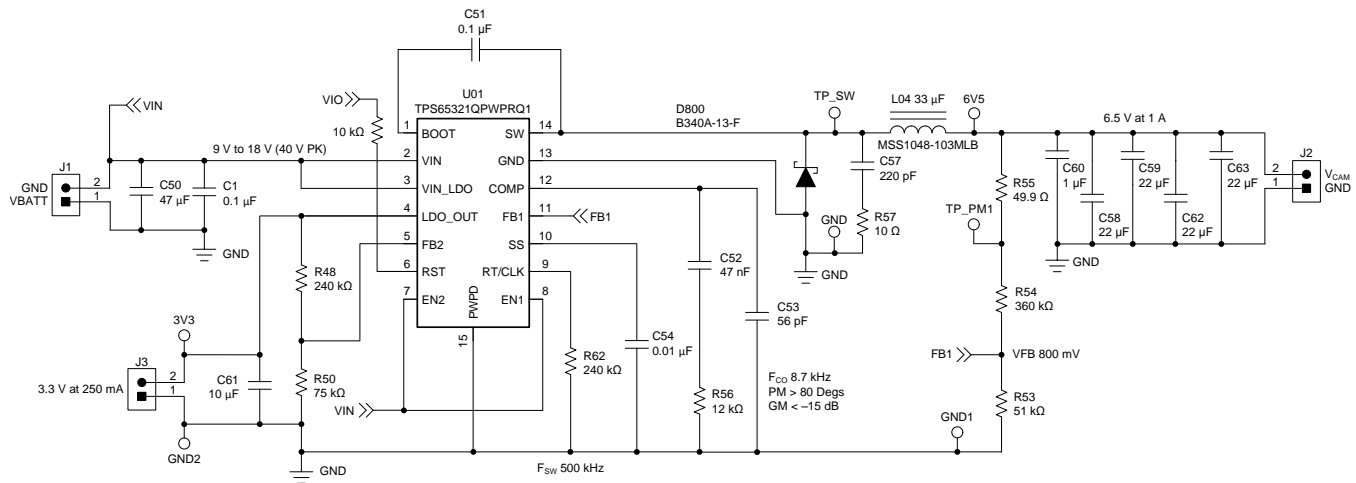 C51
0.1 µF
VIN
VIO
10 kΩ
U01
TPS65321QPWPRQ1
1 BOOT
2 VIN
3 VIN_LDO
4 LDO_OUT
5 FB2
6 RST
7 EN2
SW 14
GND 13
COMP 12
FB1 11
SS 10
RT/CLK 9
EN1 8
PWPD
15
9 V to 18 V (40 V PK)
J1
GND 2
VBATT 1
C50
47 µF
C1
0.1 µF
GND
R48
240 kΩ
R50
75 kΩ
3V3
J3
2
1
3.3 V at 250 mA
C61
10 µF
GND2
GND
VIN
FB1
R62
240 kΩ
C54
0.01 µF
C52
47 nF
R56
12 kΩ
C53
56 pF
FSW 500 kHz
FCO 8.7 kHz
PM > 80 Degs
GM < –15 dB
D800
B340A-13-F
TP_SW
C57
220 pF
R57
10 Ω
GND
GND
L04 33 µF
MSS1048-103MLB
6V5
6.5 V at 1 A
R55
49.9 Ω
TP_PM1
R54
360 kΩ
FB1
VFB 800 mV
R53
51 kΩ
GND1
C60
1 µF
C58
22 µF
C59
22 µF
C62
22 µF
C63
22 µF
GND
J2
2 VCAM
1 GND